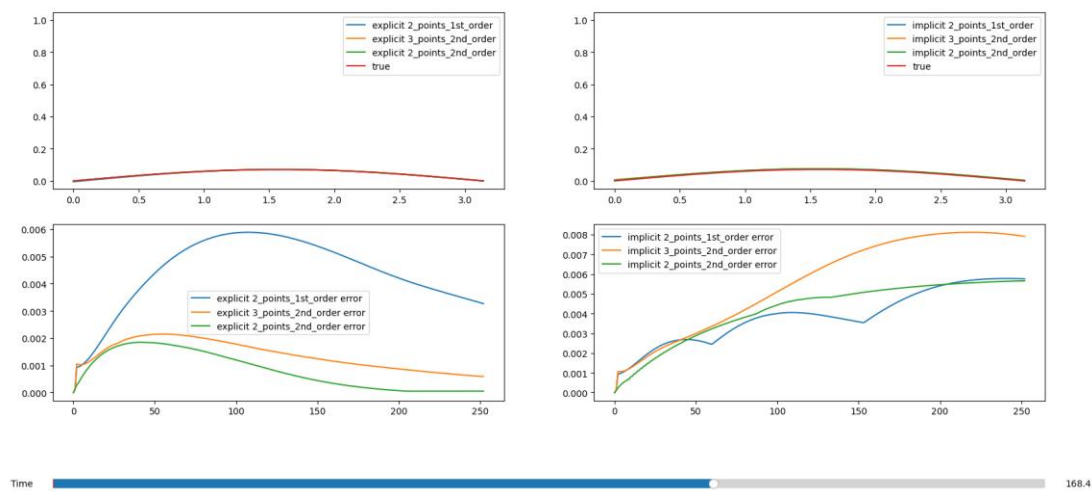 explicit 2_points_1st_order
explicit 3_points_2nd_order
explicit 2_points_2nd_order
true
1.0
0.8
0.6
0.4
0.2
0.0
0.0 0.5 1.0 1.5 2.0 2.5 3.0
implicit 2_points_1st_order
implicit 3_points_2nd_order
implicit 2_points_2nd_order
true
1.0
0.8
0.6
0.4
0.2
0.0
0.0 0.5 1.0 1.5 2.0 2.5 3.0
0.006
0.005
0.004
0.003
0.002
0.001
0.000
explicit 2_points_1st_order error
explicit 3_points_2nd_order error
explicit 2_points_2nd_order error
0 50 100 150 200 250
0.008
0.007
0.006
0.005
0.004
0.003
0.002
0.001
0.000
implicit 2_points_1st_order error
implicit 3_points_2nd_order error
implicit 2_points_2nd_order error
0 50 100 150 200 250
Time 168.4